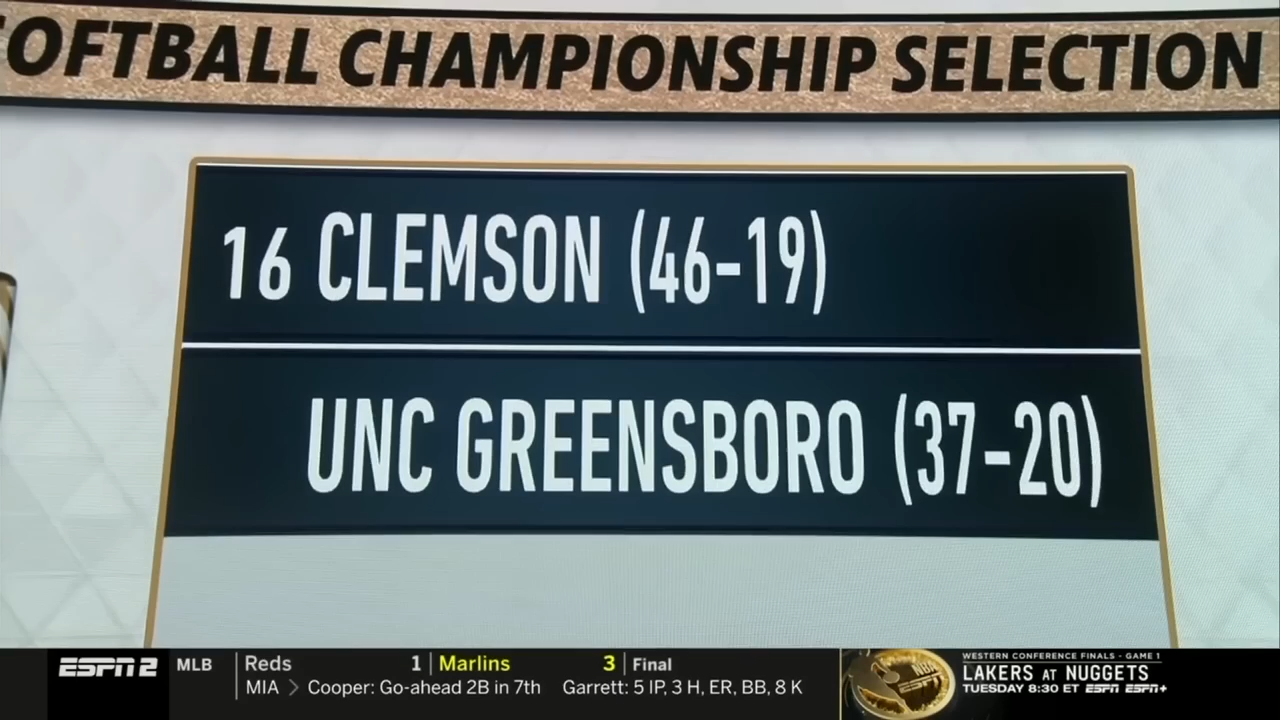 OFTBALL CHAMPIONSHIP SELECTION
16 CLEMSON (46-19)
UNC GREENSBORO (37-20)
ESPN2 MLB Reds 1 Marlins 3 Final
MIA > Cooper: Go-ahead 2B in 7th Garrett: 5 IP, 3 H, ER, BB, 8 K
NBA
ESPN
WESTERN CONFERENCE FINALS - GAME 1
LAKERS AT NUGGETS
TUESDAY 8:30 ET ESPN ESPN+